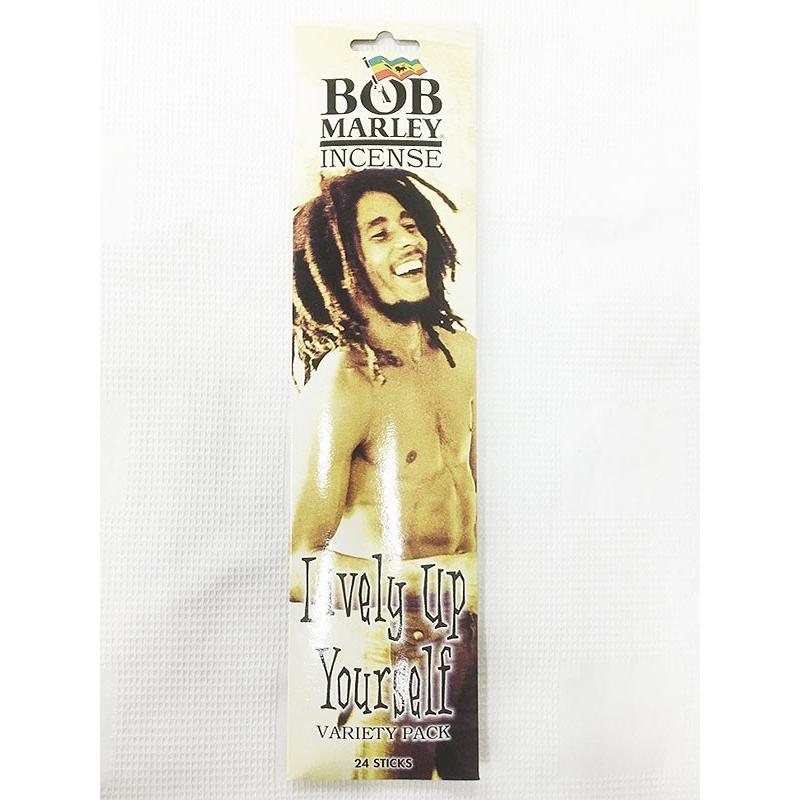 BOB
MARLEY®
INCENSE
Lively Up
Yourself
VARIETY PACK
24 STICKS